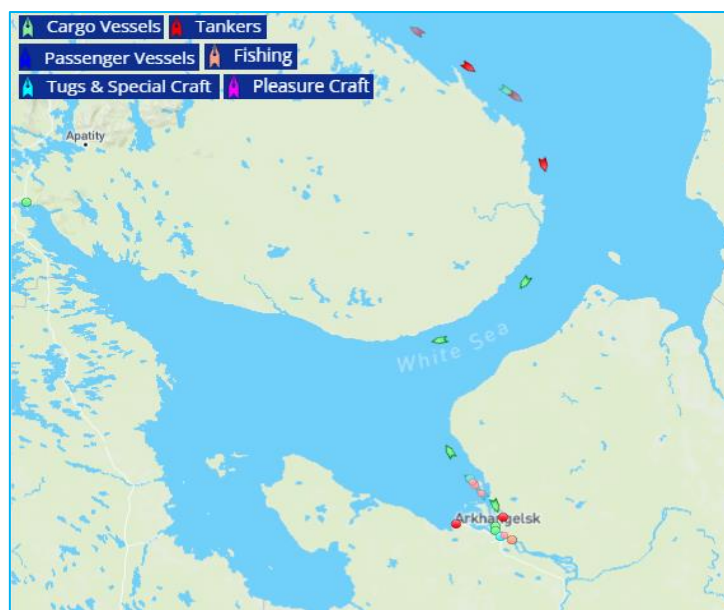 Cargo Vessels Tankers
Passenger Vessels Fishing
Tugs & Special Craft Pleasure Craft
Apatity
White Sea
Arkhangelsk